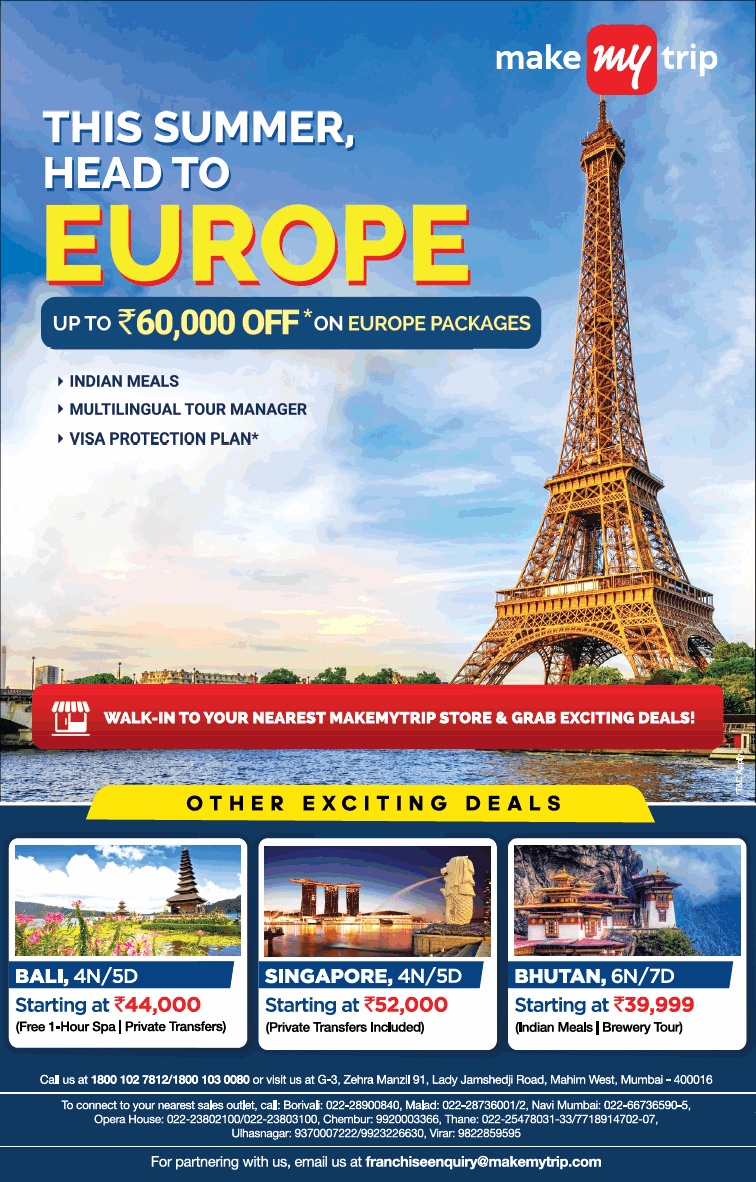 make my trip
THIS SUMMER,
HEAD TO
EUROPE
UP TO ₹60,000 OFF* ON EUROPE PACKAGES
INDIAN MEALS
MULTILINGUAL TOUR MANAGER
VISA PROTECTION PLAN*
WALK-IN TO YOUR NEAREST MAKEMYTRIP STORE & GRAB EXCITING DEALS!
OTHER EXCITING DEALS
BALI, 4N/5D
Starting at ₹44,000
(Free 1-Hour Spa | Private Transfers)
SINGAPORE, 4N/5D
Starting at ₹52,000
(Private Transfers Included)
BHUTAN, 6N/7D
Starting at ₹39,999
(Indian Meals | Brewery Tour)
Call us at 1800 102 7812/1800 103 0080 or visit us at G-3, Zehra Manzil 91, Lady Jamshedji Road, Mahim West, Mumbai - 400016
To connect to your nearest sales outlet, call: Borivali: 022-28900840, Malad: 022-28736001/2, Navi Mumbai: 022-66736590-5,
Opera House: 022-23802100/022-23803100, Chembur: 9920003366, Thane: 022-25478031-33/7718914702-07,
Ulhasnagar: 9370007222/9923226630, Virar: 9822859595
For partnering with us, email us at franchiseenquiry@makemytrip.com